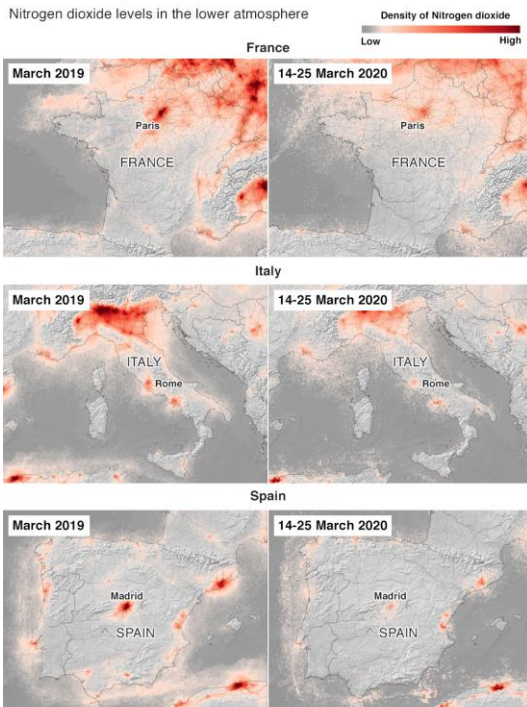 Nitrogen dioxide levels in the lower atmosphere
Density of Nitrogen dioxide
Low High
France
March 2019
14-25 March 2020
Paris
Paris
FRANCE
FRANCE
Italy
March 2019
14-25 March 2020
ITALY
ITALY
Rome
Rome
Spain
March 2019
14-25 March 2020
Madrid
Madrid
SPAIN
SPAIN